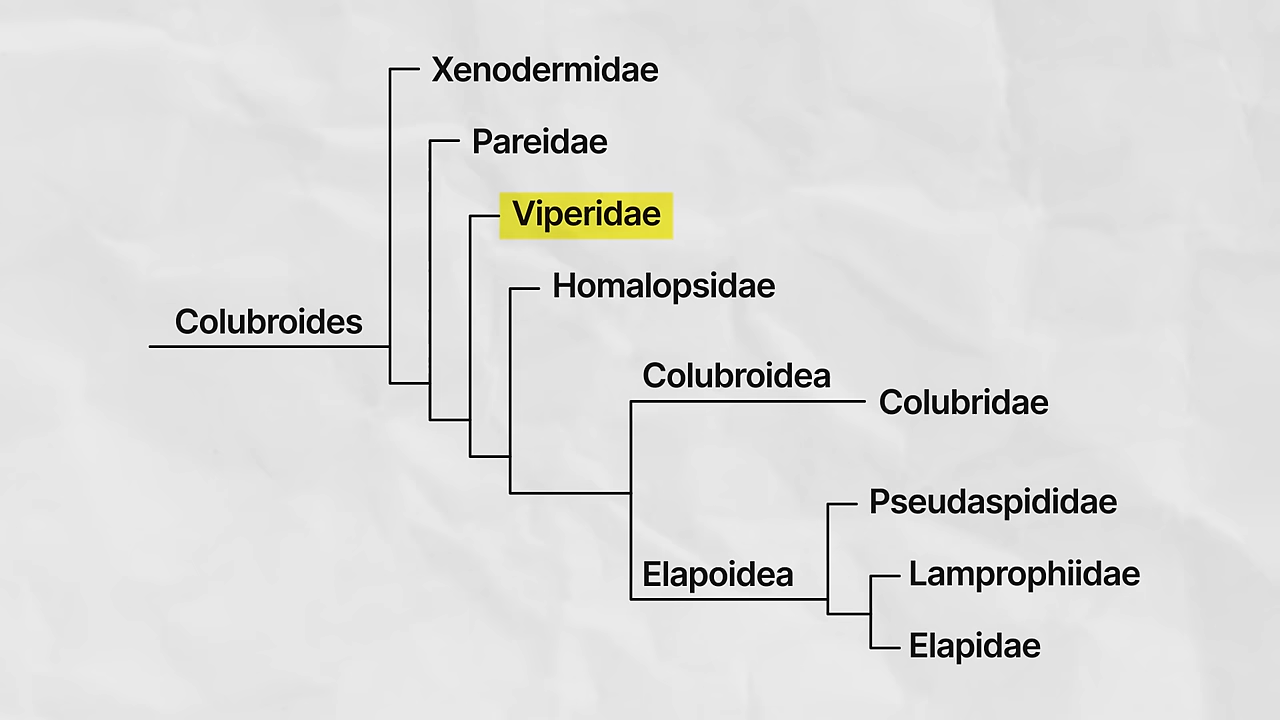 Xenodermidae
Pareidae
Viperidae
Homalopsidae
Colubroides
Colubroidea
Colubridae
Pseudaspididae
Elapoidea
Lamprophiidae
Elapidae